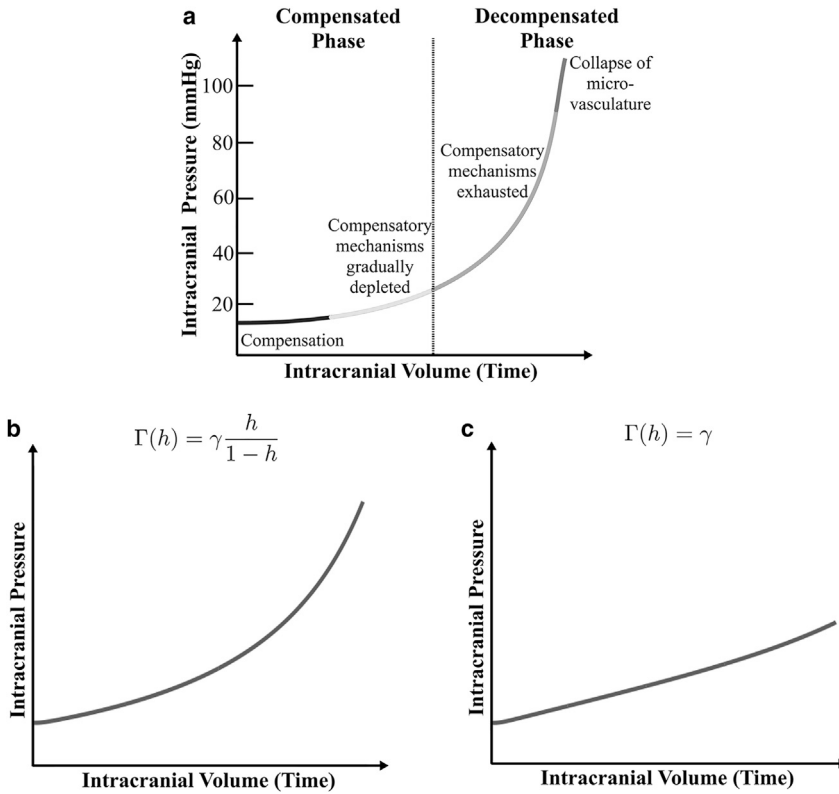 a
Compensated
Phase
Decompensated
Phase
Intracranial Pressure (mmHg)
100
80
60
40
20
Collapse of
micro-
vasculature
Compensatory
mechanisms
exhausted
Compensatory
mechanisms
gradually
depleted
Compensation
Intracranial Volume (Time)
b
Γ(h) = γ h / (1 − h)
Intracranial Pressure
Intracranial Volume (Time)
c
Γ(h) = γ
Intracranial Pressure
Intracranial Volume (Time)